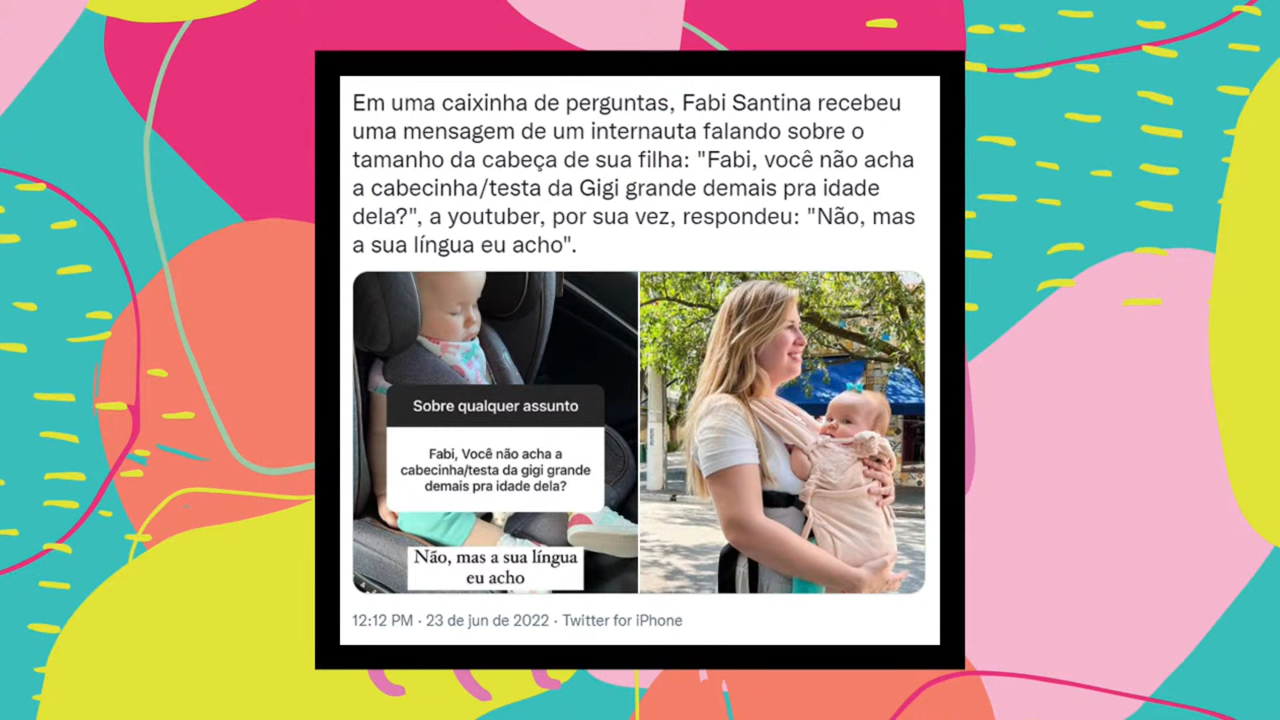 Em uma caixinha de perguntas, Fabi Santina recebeu
uma mensagem de um internauta falando sobre o
tamanho da cabeça de sua filha: "Fabi, você não acha
a cabecinha/testa da Gigi grande demais pra idade
dela?", a youtuber, por sua vez, respondeu: "Não, mas
a sua língua eu acho".
Sobre qualquer assunto
Fabi, Você não acha a
cabecinha/testa da gigi grande
demais pra idade dela?
Não, mas a sua língua
eu acho
12:12 PM · 23 de jun de 2022 · Twitter for iPhone